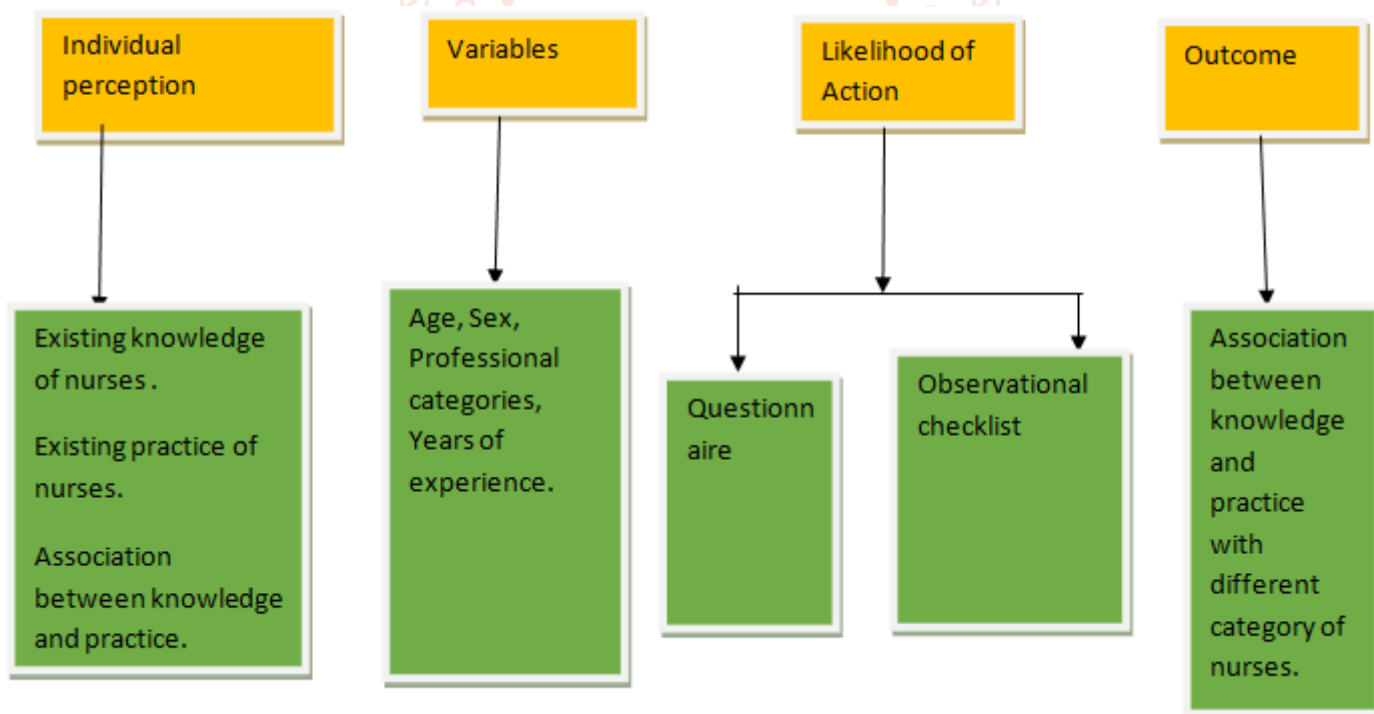 Individual
perception
Variables
Likelihood of
Action
Outcome
Existing knowledge
of nurses .
Existing practice of
nurses.
Association
between knowledge
and practice.
Age, Sex,
Professional
categories,
Years of
experience.
Questionn
aire
Observational
checklist
Association
between
knowledge
and
practice
with
different
category of
nurses.